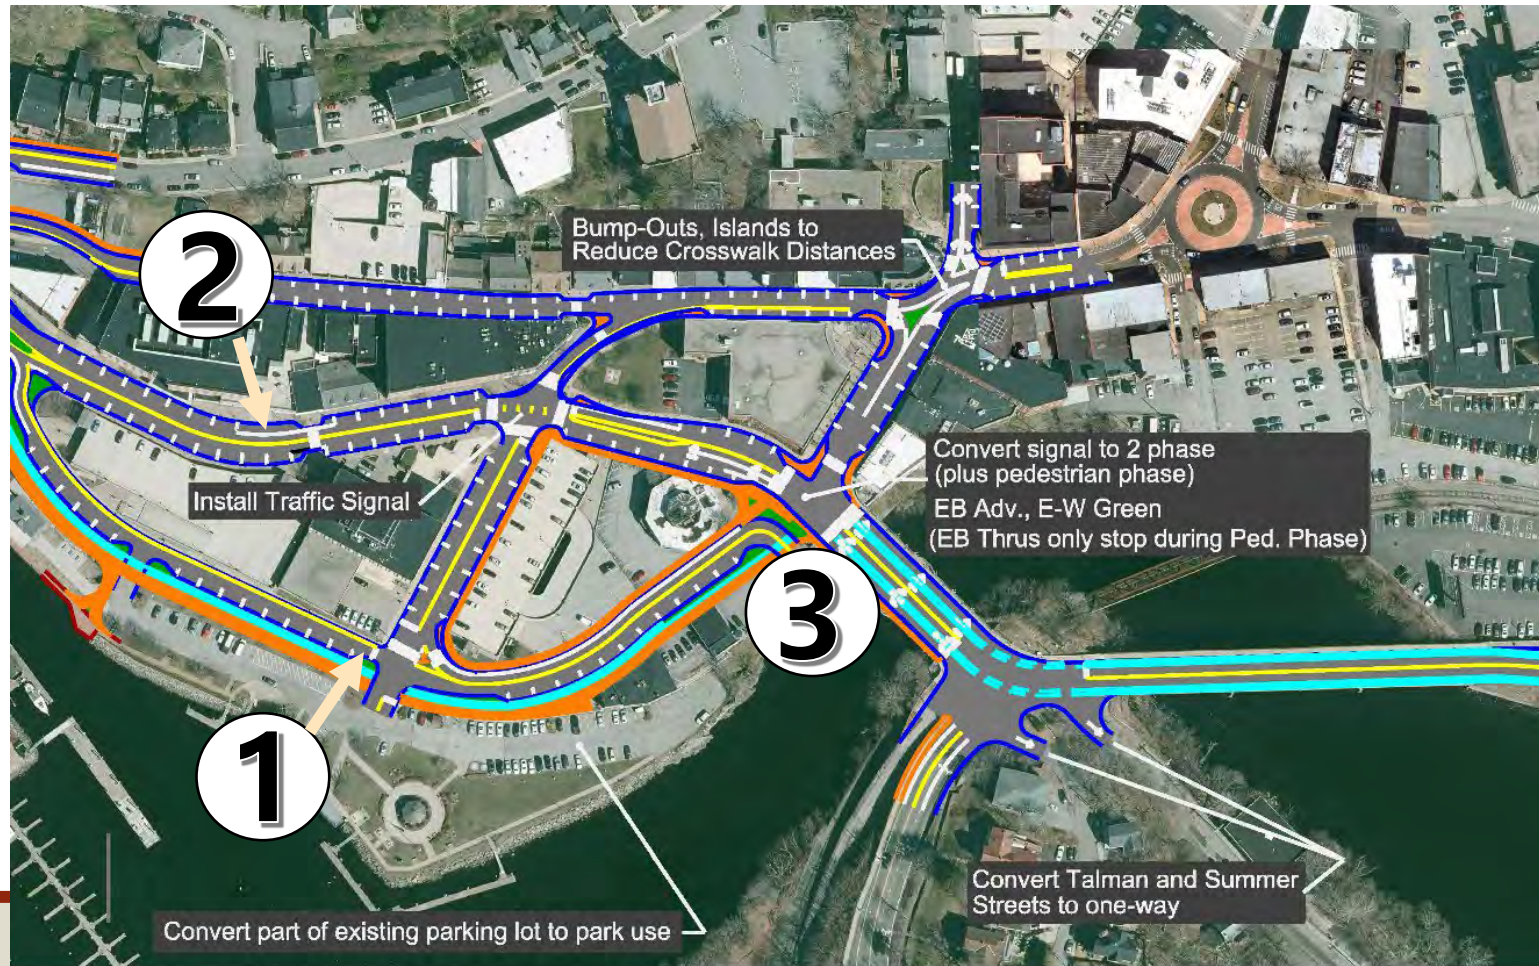 2
Bump-Outs, Islands to
Reduce Crosswalk Distances
Install Traffic Signal
Convert signal to 2 phase
(plus pedestrian phase)
EB Adv., E-W Green
(EB Thrus only stop during Ped. Phase)
3
1
Convert part of existing parking lot to park use
Convert Talman and Summer
Streets to one-way